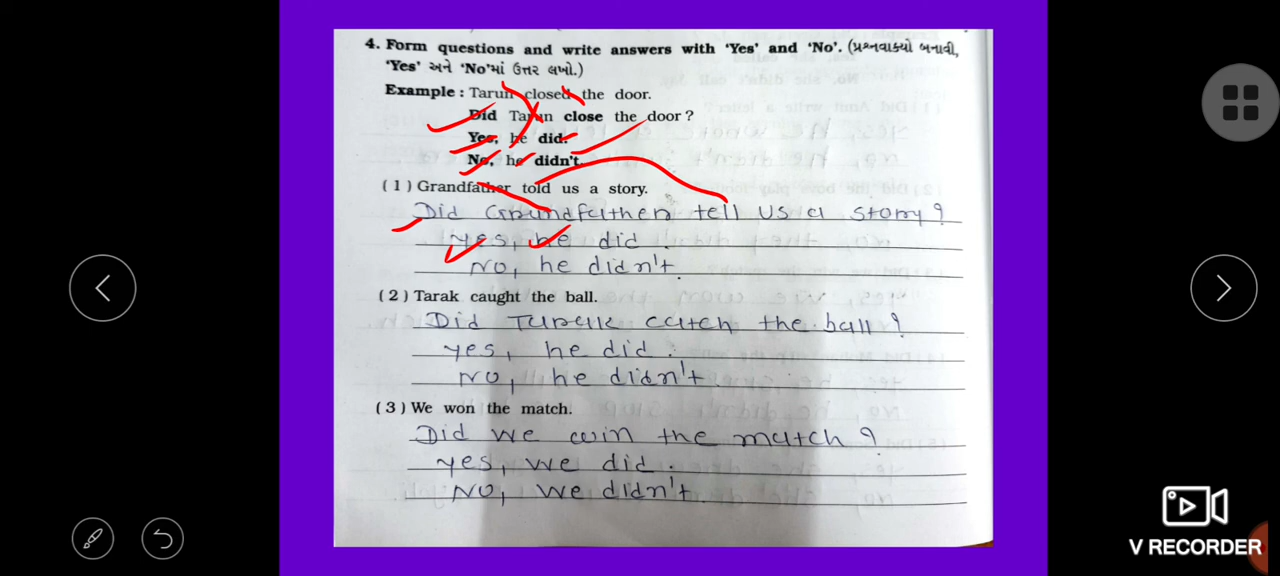 4. Form questions and write answers with 'Yes' and 'No'. (પ્રશ્નવાક્યો બનાવી,
'Yes' અને 'No'માં ઉત્તર લખો.)
Example : Tarun closed the door.
Did Tarun close the door ?
Yes, he did.
No, he didn't.
( 1 ) Grandfather told us a story.
Did Grandfather tell us a story?
Yes, he did.
No, he didn't.
( 2 ) Tarak caught the ball.
Did Tarak catch the ball?
Yes, he did.
No, he didn't.
( 3 ) We won the match.
Did we win the match?
Yes, we did.
No, we didn't.
V RECORDER